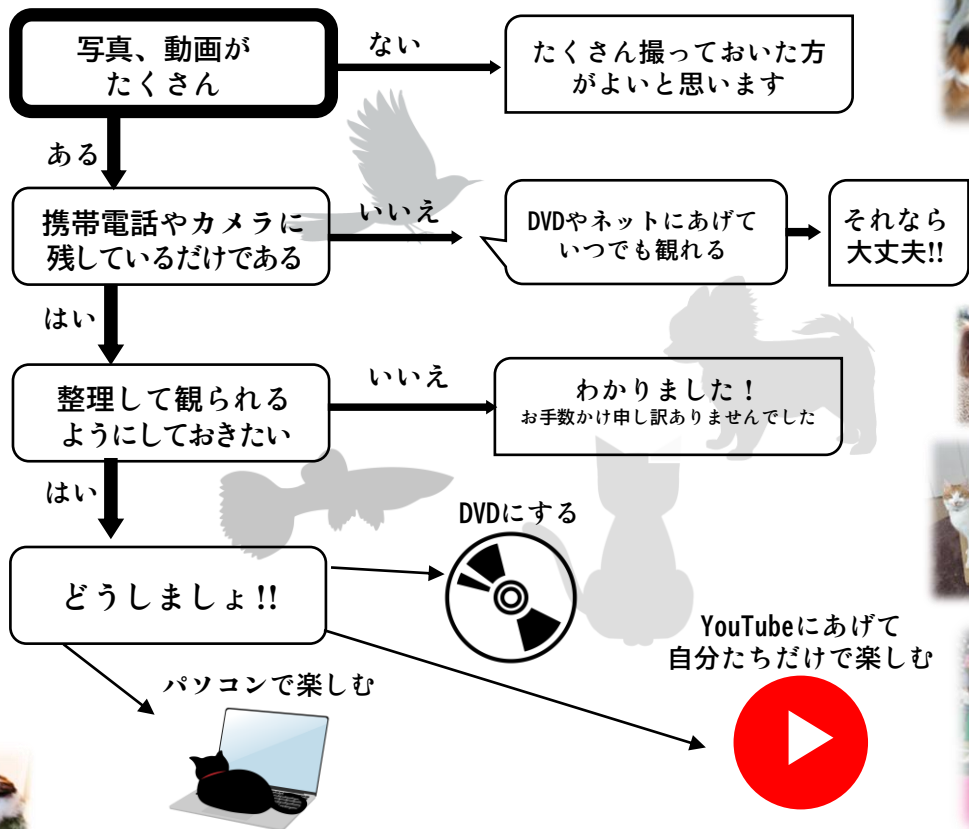 写真、動画が
たくさん
ない
たくさん撮っておいた方
がよいと思います
ある
携帯電話やカメラに
残しているだけである
いいえ
DVDやネットにあげて
いつでも観れる
それなら
大丈夫!!
はい
整理して観られる
ようにしておきたい
いいえ
わかりました！
お手数かけ申し訳ありませんでした
はい
どうしましょ!!
DVDにする
YouTubeにあげて
自分たちだけで楽しむ
パソコンで楽しむ